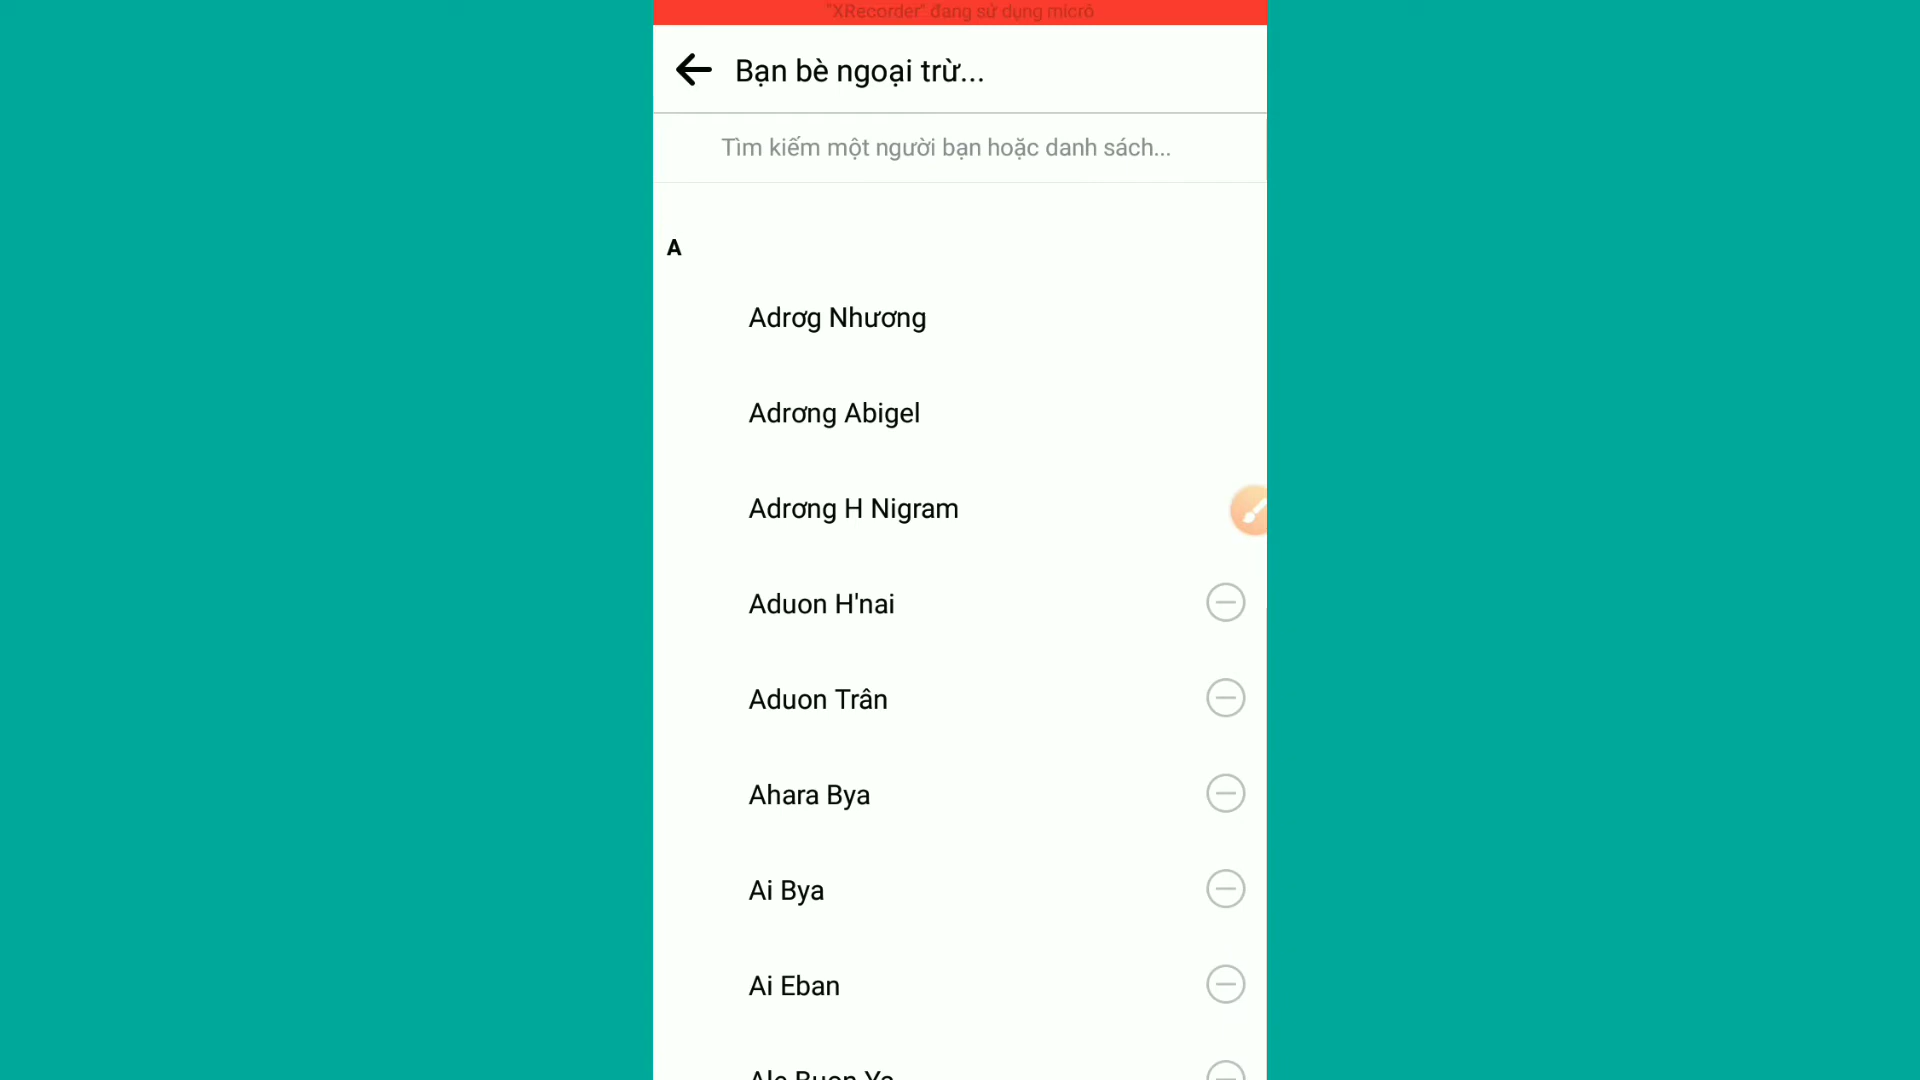 "XRecorder" đang sử dụng micrô
Bạn bè ngoại trừ...
Tìm kiếm một người bạn hoặc danh sách...
A
Adrơg Nhương
Adrơng Abigel
Adrơng H Nigram
Aduon H'nai
Aduon Trân
Ahara Bya
Ai Bya
Ai Eban